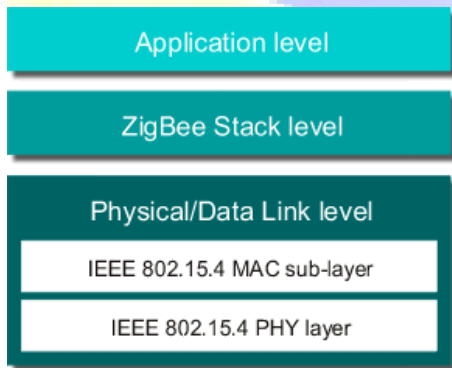 Application level
ZigBee Stack level
Physical/Data Link level
IEEE 802.15.4 MAC sub-layer
IEEE 802.15.4 PHY layer